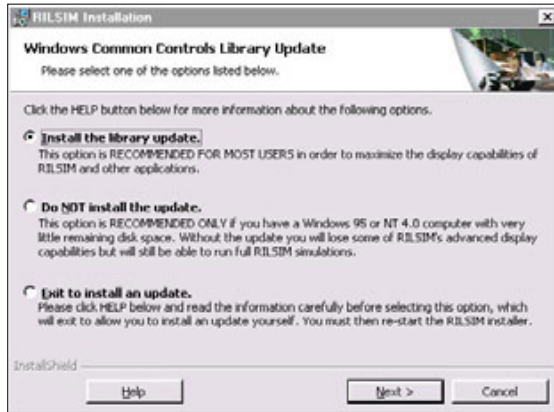 RILSIM Installation
Windows Common Controls Library Update
Please select one of the options listed below.
Click the HELP button below for more information about the following options.
Install the library update.
This option is RECOMMENDED FOR MOST USERS in order to maximize the display capabilities of
RILSIM and other applications.
Do NOT install the update.
This option is RECOMMENDED ONLY if you have a Windows 95 or NT 4.0 computer with very
little remaining disk space. Without the update you will lose some of RILSIM's advanced display
capabilities but will still be able to run full RILSIM simulations.
Exit to install an update.
Please click HELP below and read the information carefully before selecting this option, which
will exit to allow you to install an update yourself. You must then re-start the RILSIM installer.
InstallShield
Help
Next >
Cancel